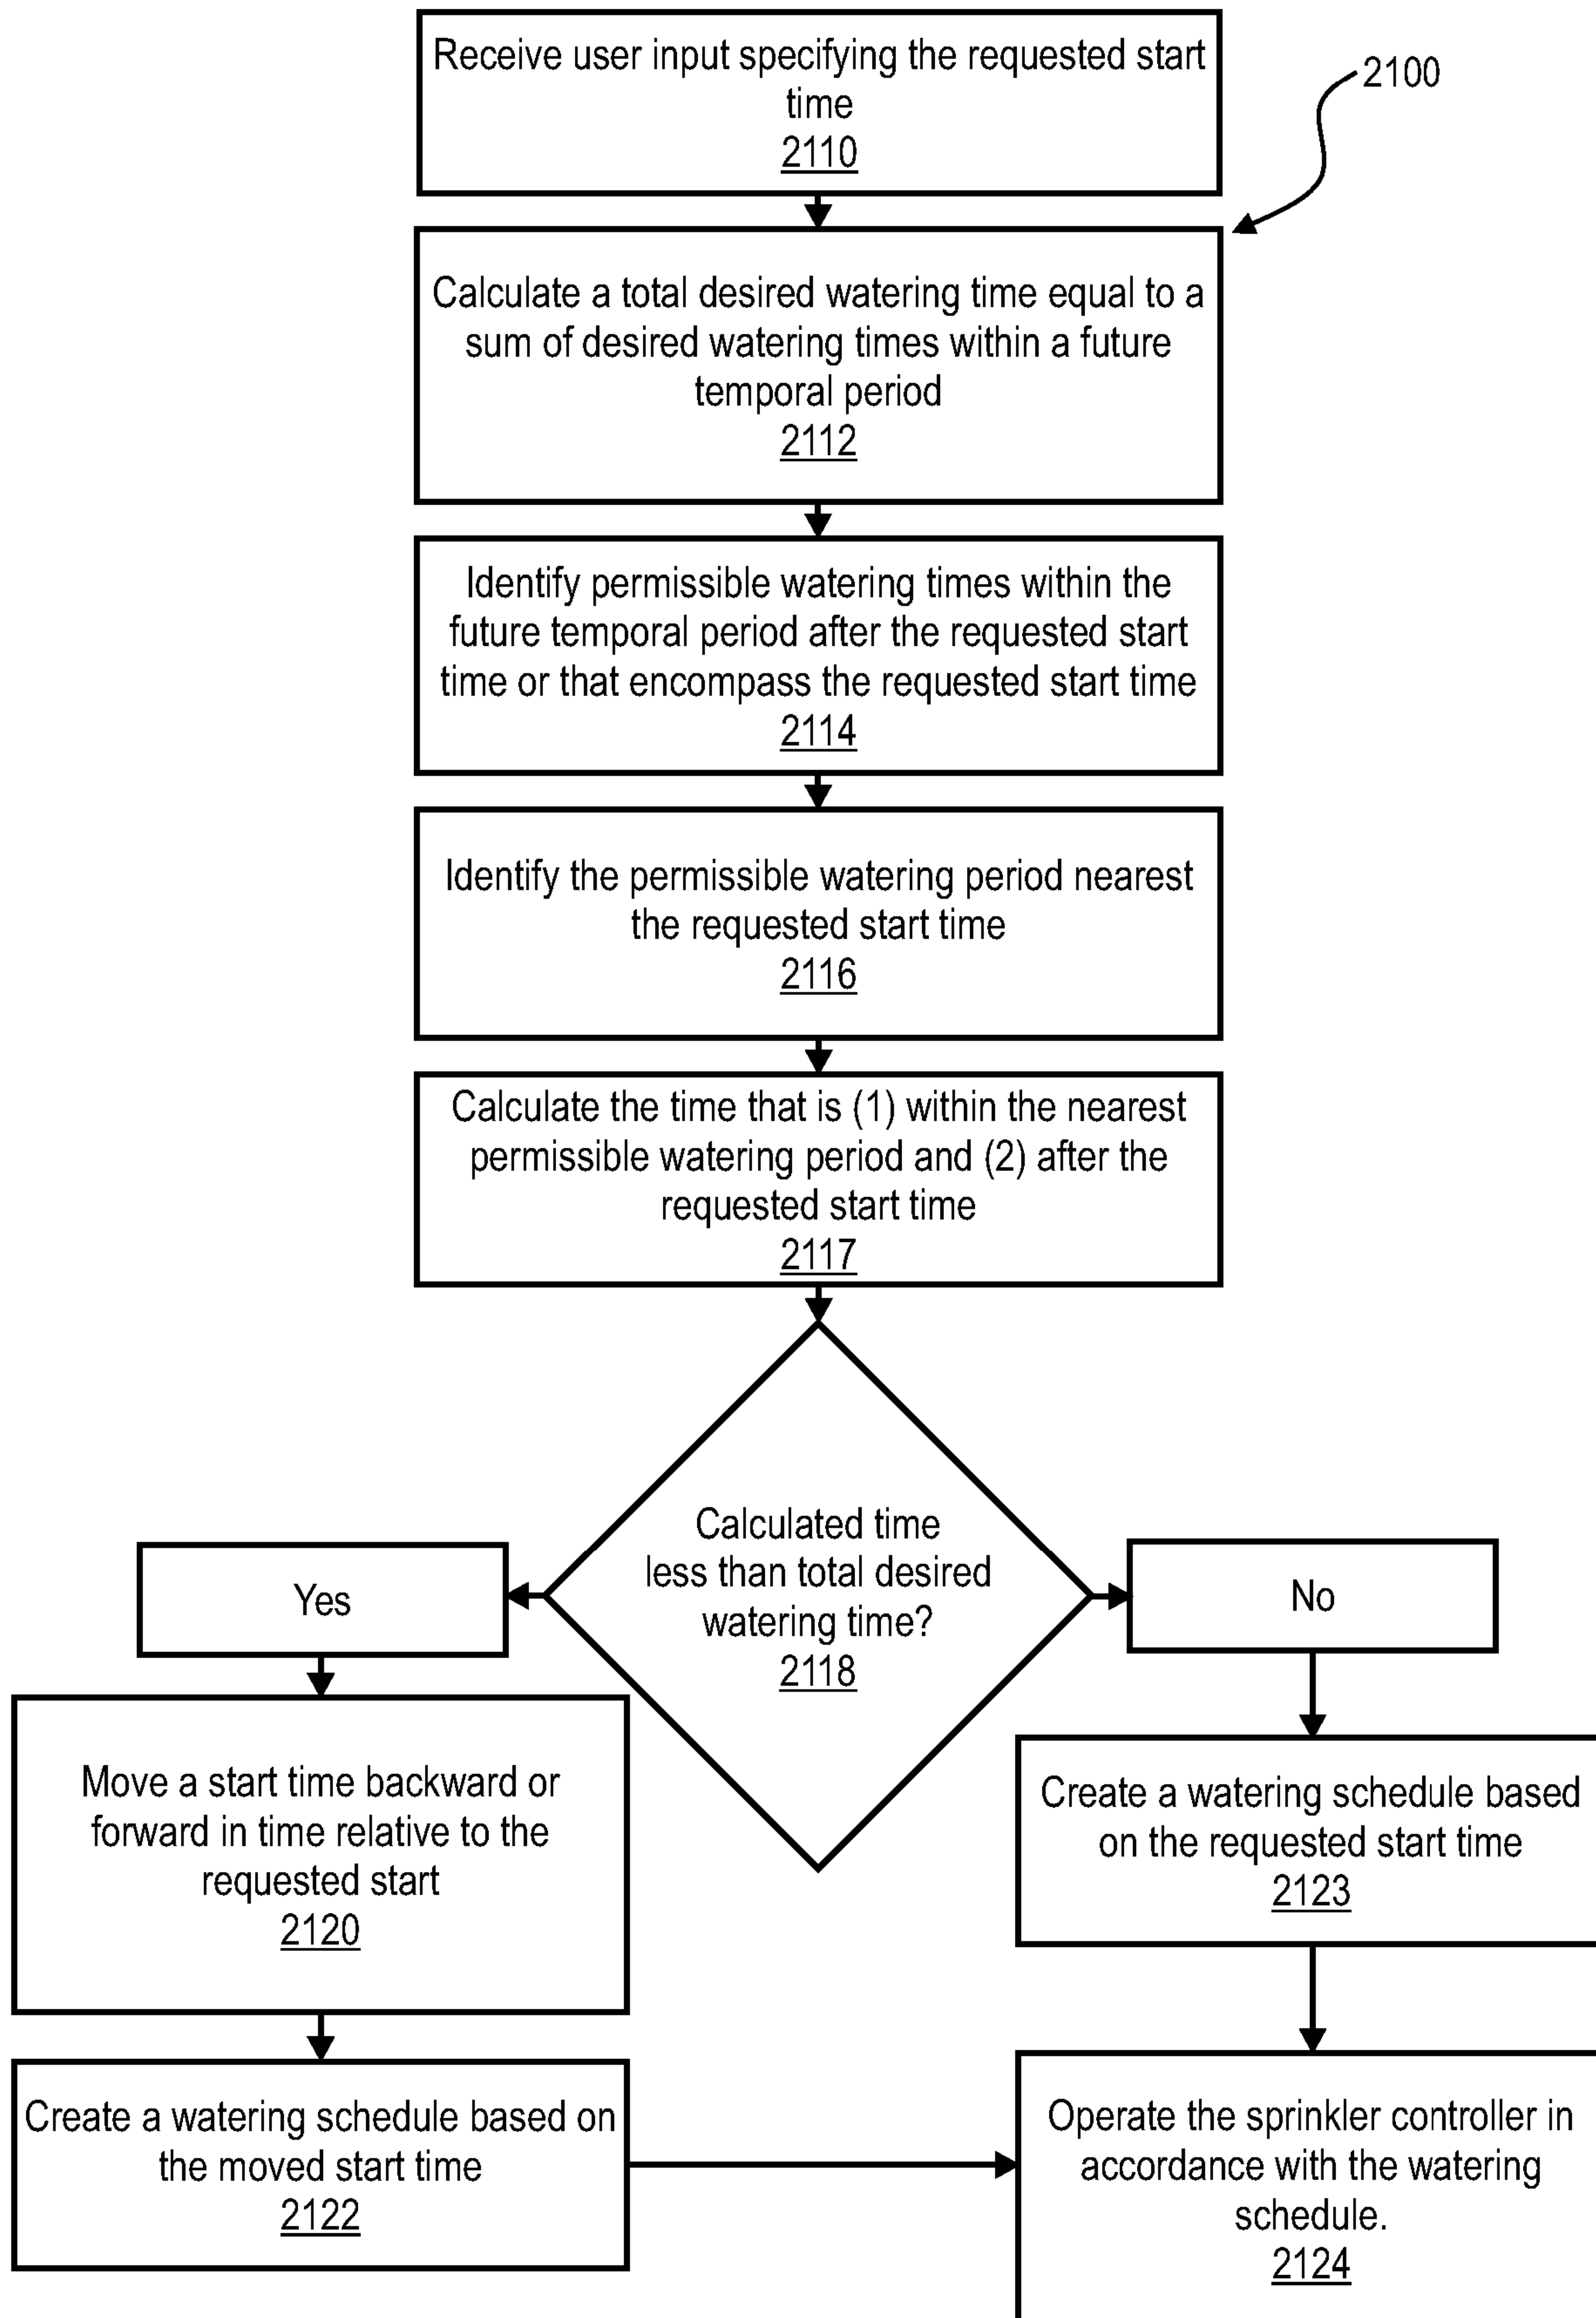 Receive user input specifying the requested start
time
2110
2100
Calculate a total desired watering time equal to a
sum of desired watering times within a future
temporal period
2112
Identify permissible watering times within the
future temporal period after the requested start
time or that encompass the requested start time
2114
Identify the permissible watering period nearest
the requested start time
2116
Calculate the time that is (1) within the nearest
permissible watering period and (2) after the
requested start time
2117
Calculated time
less than total desired
watering time?
2118
Yes
No
Move a start time backward or
forward in time relative to the
requested start
2120
Create a watering schedule based
on the requested start time
2123
Create a watering schedule based on
the moved start time
2122
Operate the sprinkler controller in
accordance with the watering
schedule.
2124